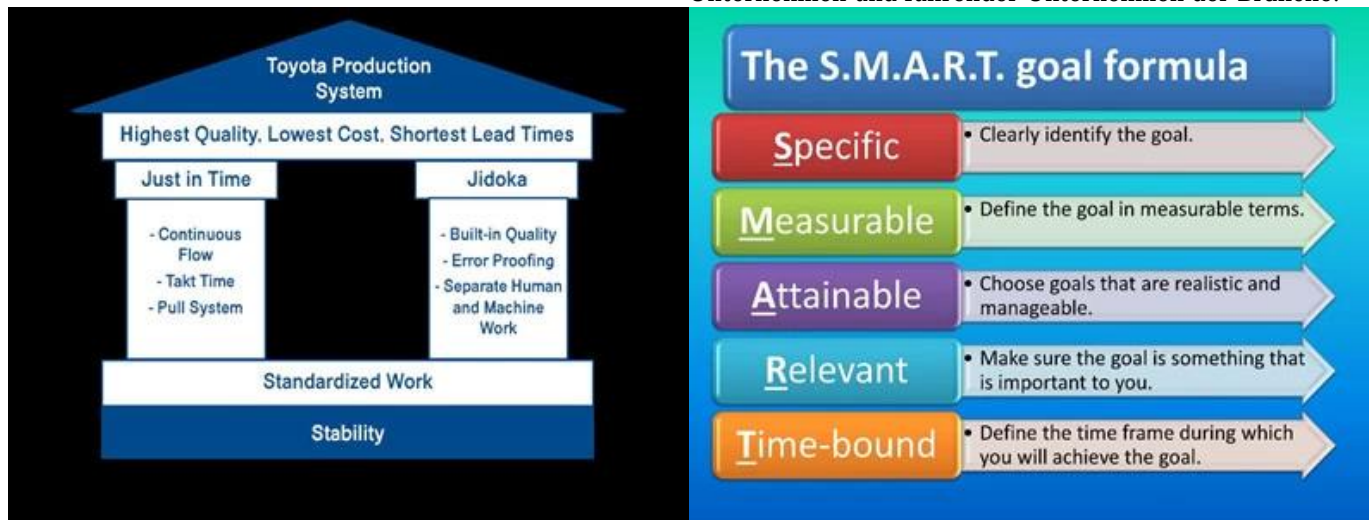 Toyota Production
System
Highest Quality, Lowest Cost, Shortest Lead Times
Just in Time
- Continuous
Flow
- Takt Time
- Pull System
Jidoka
- Built-in Quality
- Error Proofing
- Separate Human
and Machine
Work
Standardized Work
Stability
The S.M.A.R.T. goal formula
Specific
• Clearly identify the goal.
Measurable
• Define the goal in measurable terms.
Attainable
• Choose goals that are realistic and
manageable.
Relevant
• Make sure the goal is something that
is important to you.
Time-bound
• Define the time frame during which
you will achieve the goal.